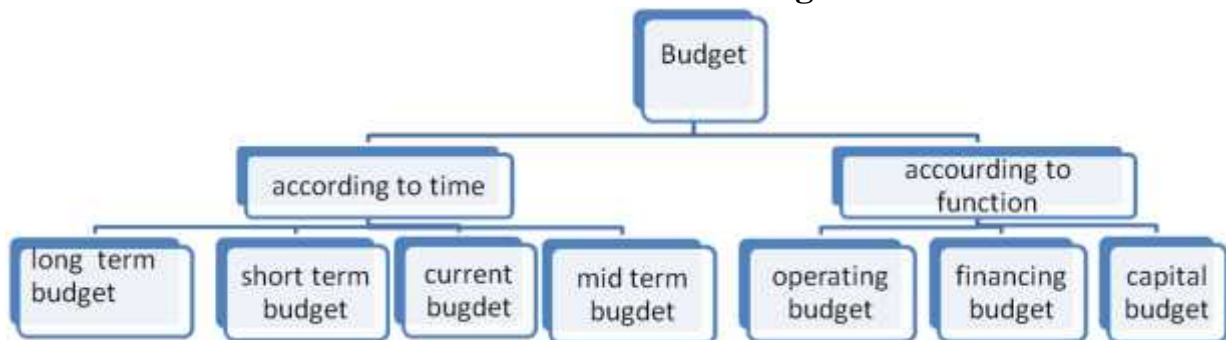 Budget
according to time
accourding to
function
long term
budget
short term
budget
current
bugdet
mid term
bugdet
operating
budget
financing
budget
capital
budget